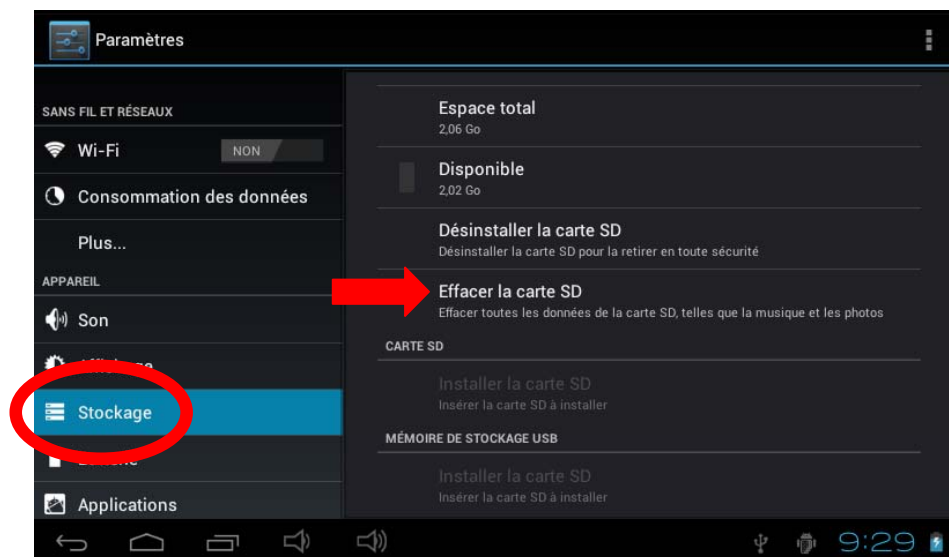 Paramètres
SANS FIL ET RÉSEAUX
Wi-Fi
NON
Consommation des données
Plus...
APPAREIL
Son
Stockage
Applications
Espace total
2,06 Go
Disponible
2,02 Go
Désinstaller la carte SD
Désinstaller la carte SD pour la retirer en toute sécurité
Effacer la carte SD
Effacer toutes les données de la carte SD, telles que la musique et les photos
CARTE SD
Installer la carte SD
Insérer la carte SD à installer
MÉMOIRE DE STOCKAGE USB
Installer la carte SD
Insérer la carte SD à installer
9:29